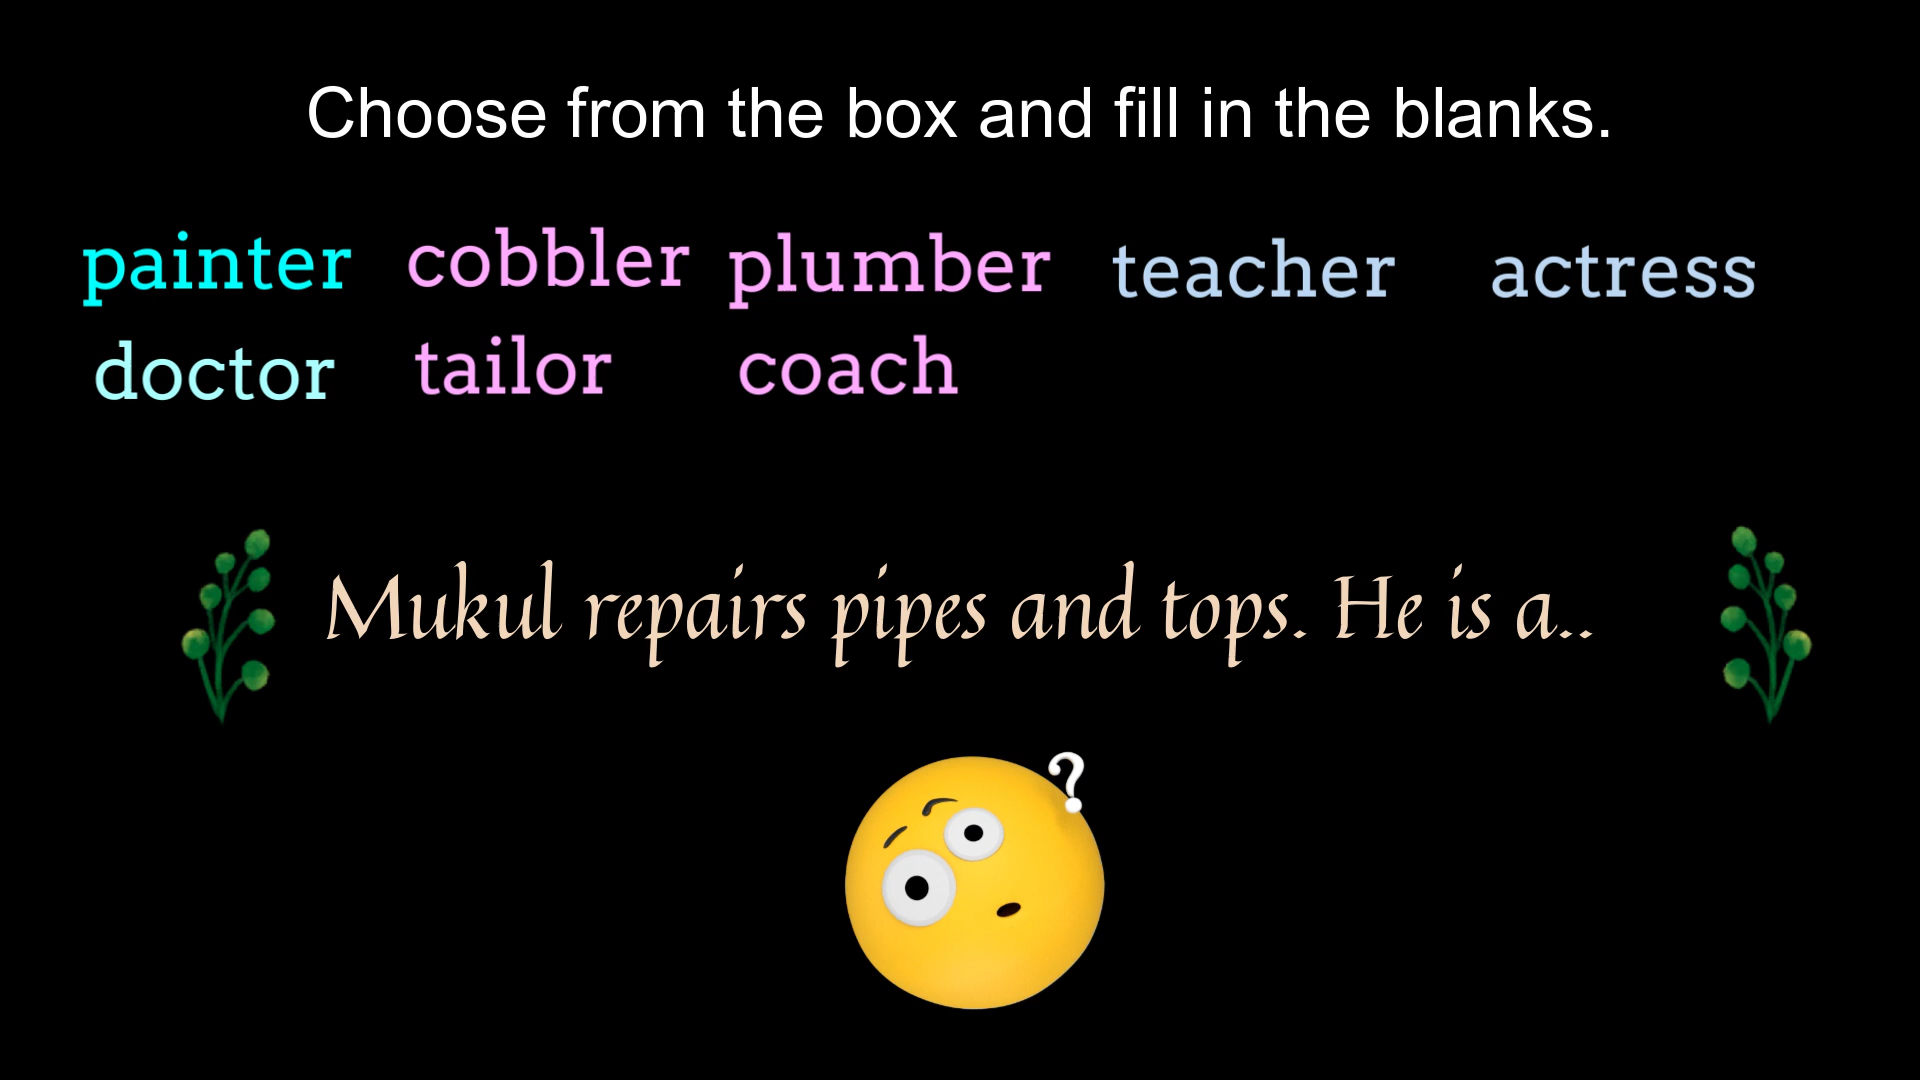 Choose from the box and fill in the blanks.
painter cobbler plumber teacher actress
doctor tailor coach
Mukul repairs pipes and tops. He is a..
?